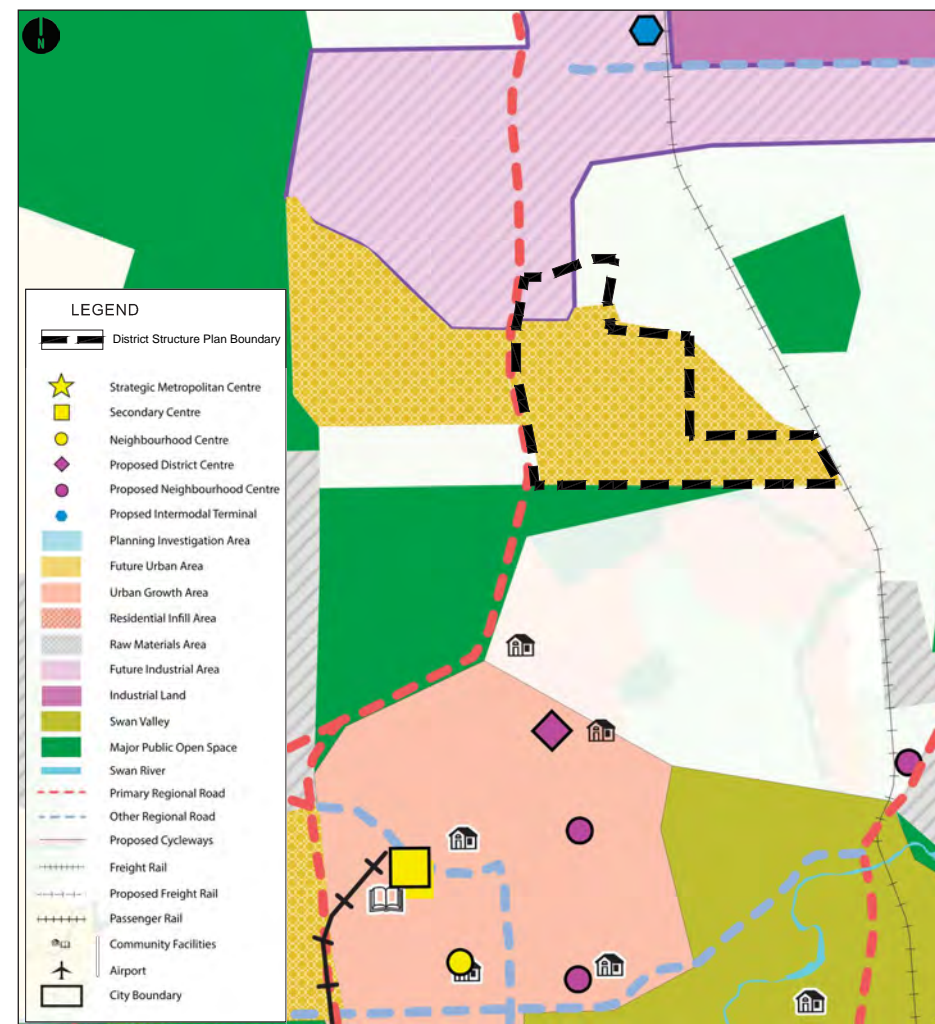 N
LEGEND
District Structure Plan Boundary
Strategic Metropolitan Centre
Secondary Centre
Neighbourhood Centre
Proposed District Centre
Proposed Neighbourhood Centre
Propsed Intermodal Terminal
Planning Investigation Area
Future Urban Area
Urban Growth Area
Residential Infill Area
Raw Materials Area
Future Industrial Area
Industrial Land
Swan Valley
Major Public Open Space
Swan River
Primary Regional Road
Other Regional Road
Proposed Cycleways
Freight Rail
Proposed Freight Rail
Passenger Rail
Community Facilities
Airport
City Boundary